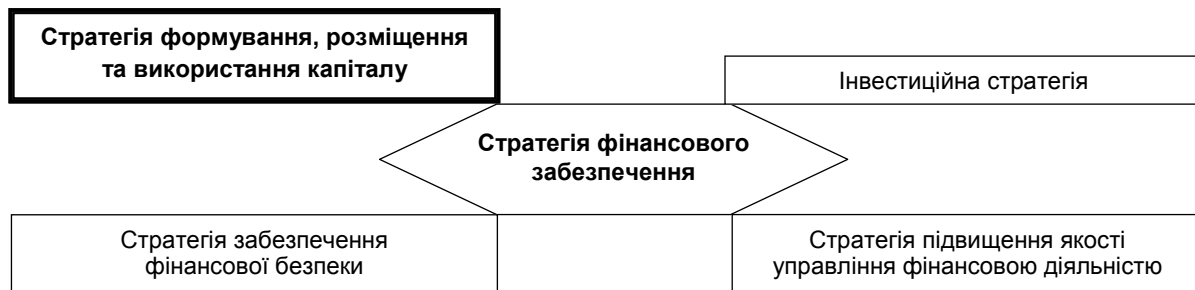 Стратегія формування, розміщення
та використання капіталу
Інвестиційна стратегія
Стратегія фінансового
забезпечення
Стратегія забезпечення
фінансової безпеки
Стратегія підвищення якості
управління фінансовою діяльністю